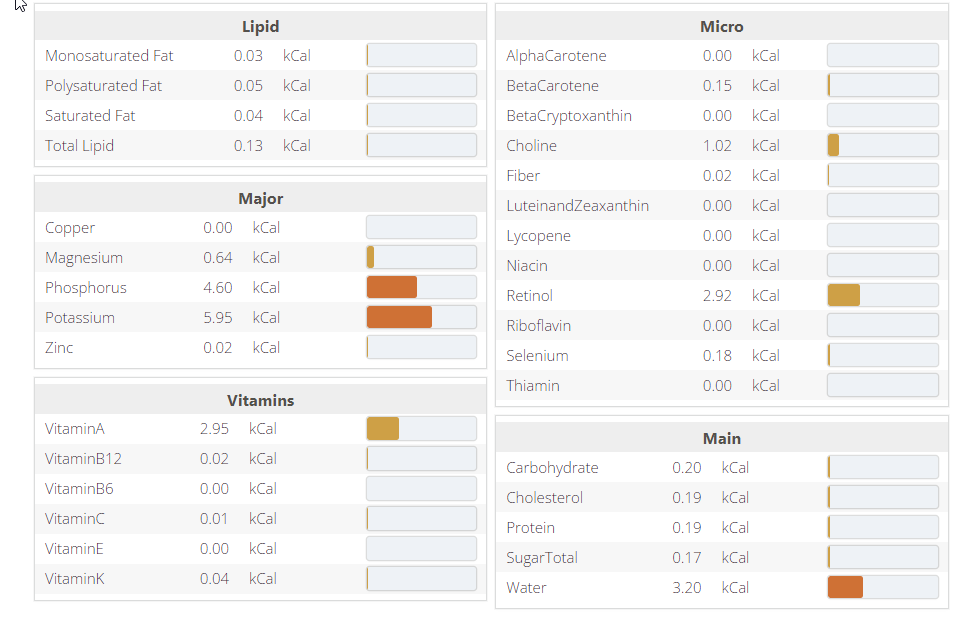 Lipid
Monosaturated Fat 0.03 kCal
Polysaturated Fat 0.05 kCal
Saturated Fat 0.04 kCal
Total Lipid 0.13 kCal
Major
Copper 0.00 kCal
Magnesium 0.64 kCal
Phosphorus 4.60 kCal
Potassium 5.95 kCal
Zinc 0.02 kCal
Vitamins
VitaminA 2.95 kCal
VitaminB12 0.02 kCal
VitaminB6 0.00 kCal
VitaminC 0.01 kCal
VitaminE 0.00 kCal
VitaminK 0.04 kCal
Micro
AlphaCarotene 0.00 kCal
BetaCarotene 0.15 kCal
BetaCryptoxanthin 0.00 kCal
Choline 1.02 kCal
Fiber 0.02 kCal
LuteinandZeaxanthin 0.00 kCal
Lycopene 0.00 kCal
Niacin 0.00 kCal
Retinol 2.92 kCal
Riboflavin 0.00 kCal
Selenium 0.18 kCal
Thiamin 0.00 kCal
Main
Carbohydrate 0.20 kCal
Cholesterol 0.19 kCal
Protein 0.19 kCal
SugarTotal 0.17 kCal
Water 3.20 kCal